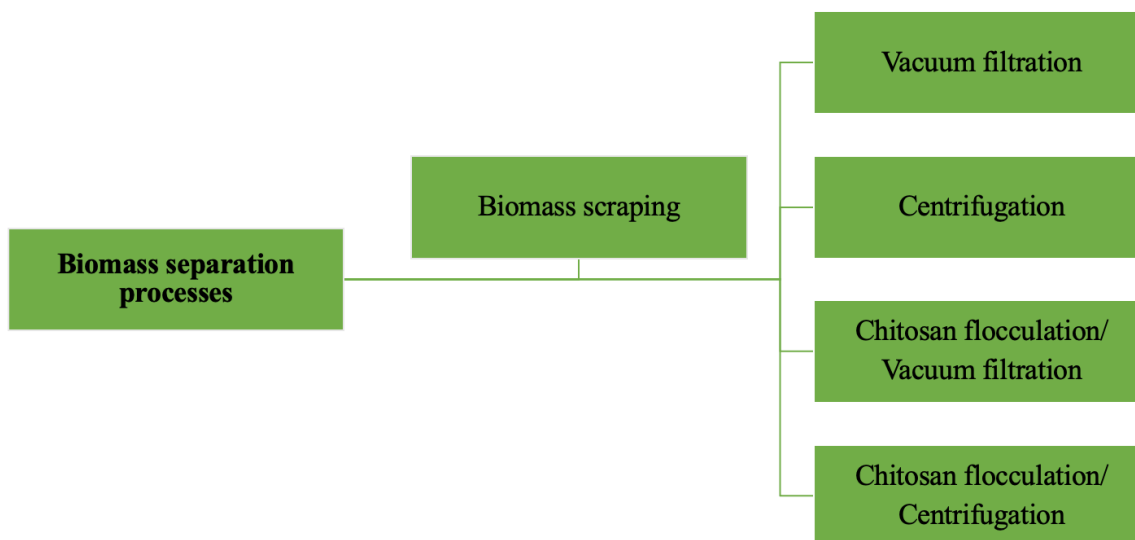 Vacuum filtration
Biomass scraping
Centrifugation
Biomass separation
processes
Chitosan flocculation/
Vacuum filtration
Chitosan flocculation/
Centrifugation